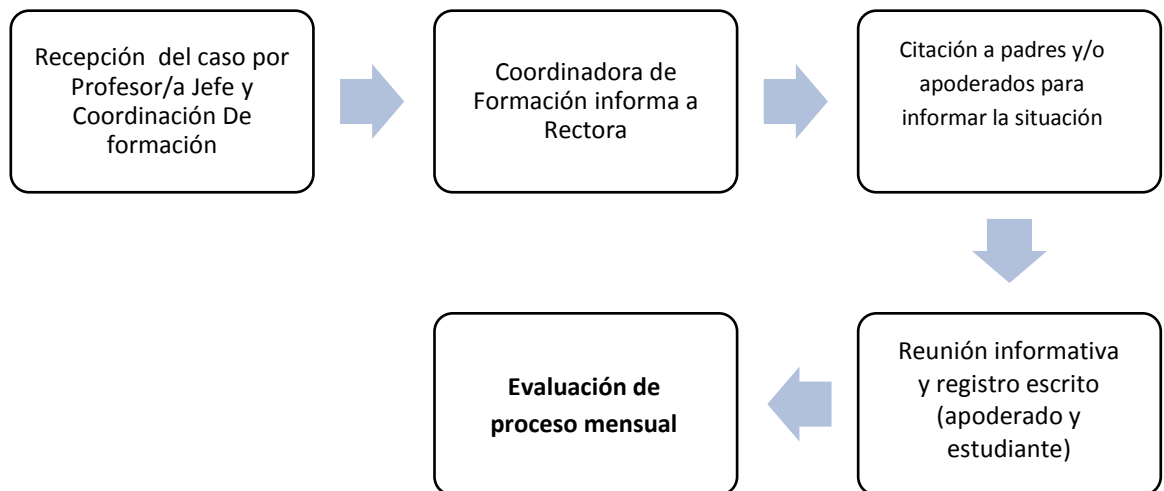 Recepción del caso por
Profesor/a Jefe y
Coordinación De
formación
Coordinadora de
Formación informa a
Rectora
Citación a padres y/o
apoderados para
informar la situación
Reunión informativa
y registro escrito
(apoderado y
estudiante)
Evaluación de
proceso mensual